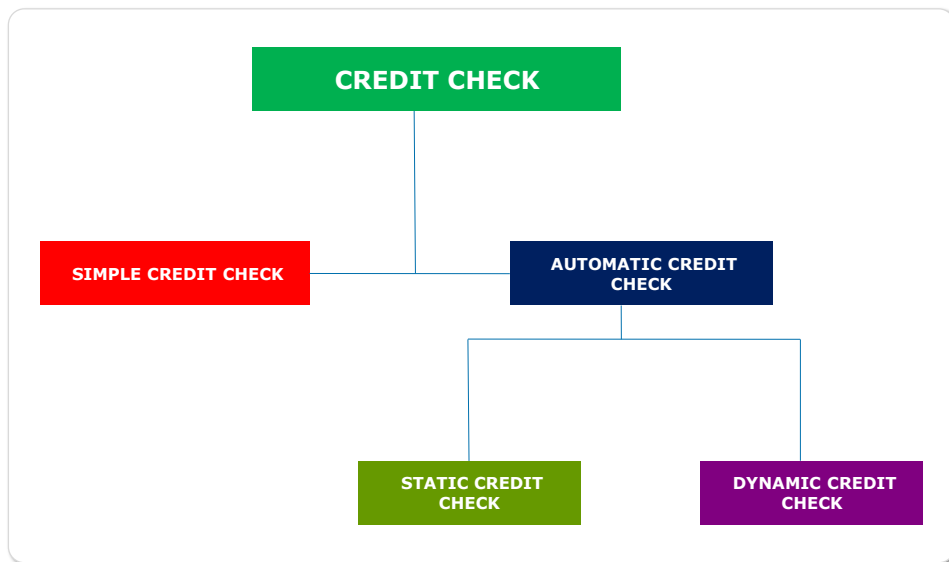 CREDIT CHECK
SIMPLE CREDIT CHECK
AUTOMATIC CREDIT
CHECK
STATIC CREDIT
CHECK
DYNAMIC CREDIT
CHECK